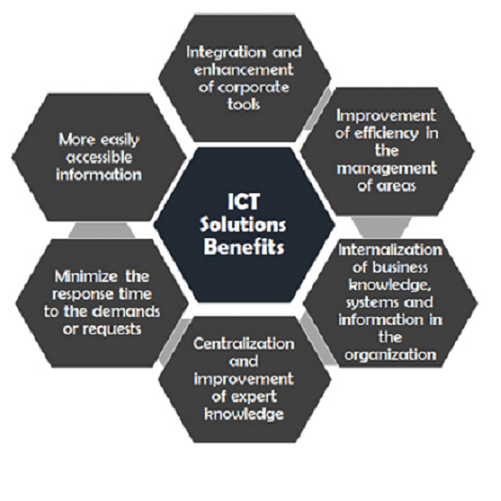 Integration and
enhancement
of corporate
tools
Improvement
of efficiency in
the
management
of areas
Internalization
of business
knowledge,
systems and
information in
the
organization
Centralization
and
improvement
of expert
knowledge
Minimize the
response time
to the demands
or requests
More easily
accessible
information
ICT
Solutions
Benefits